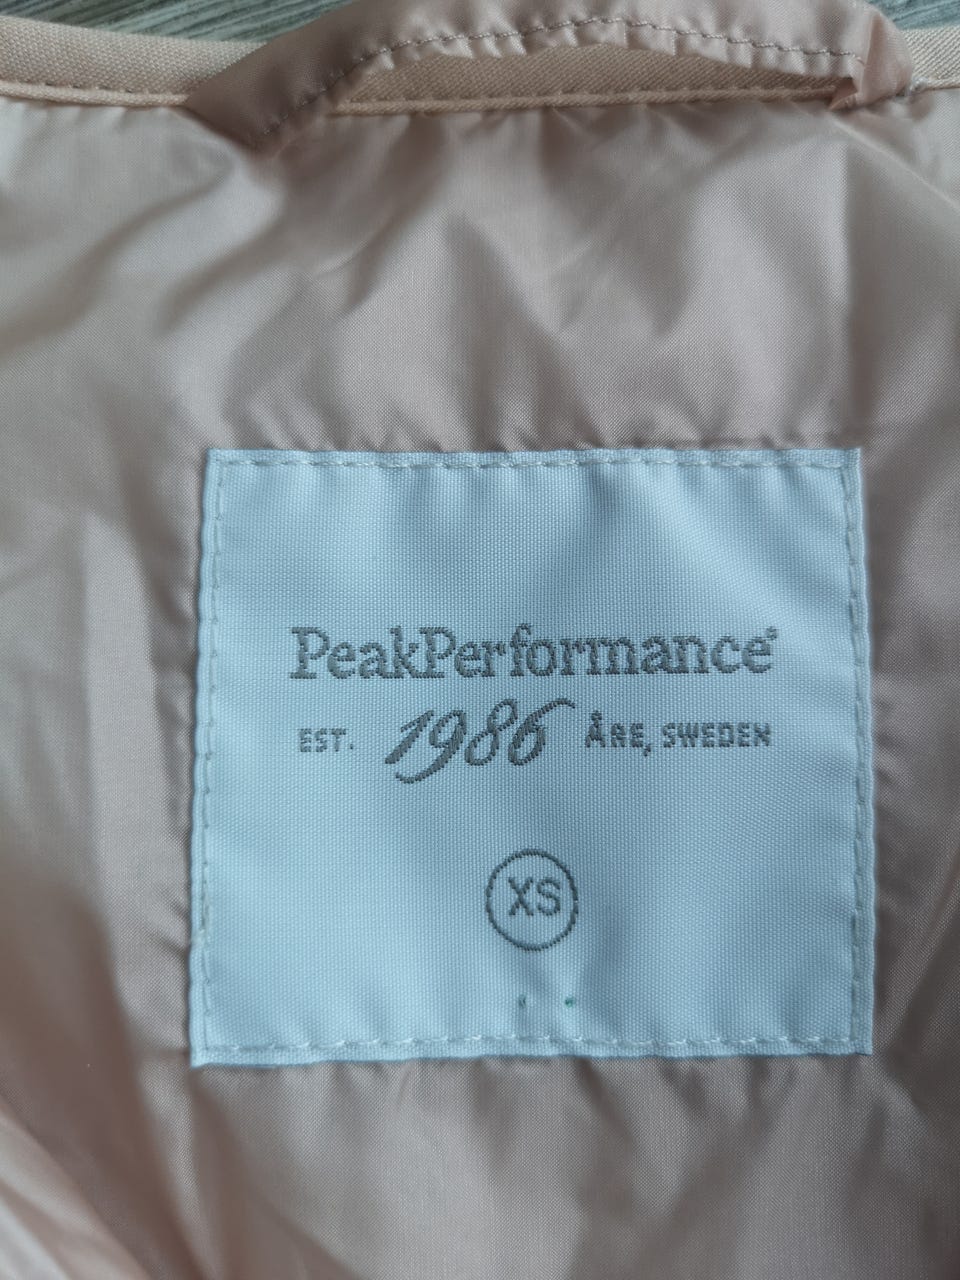 PeakPerformance®
EST. 1986 ÅRE, SWEDEN
XS